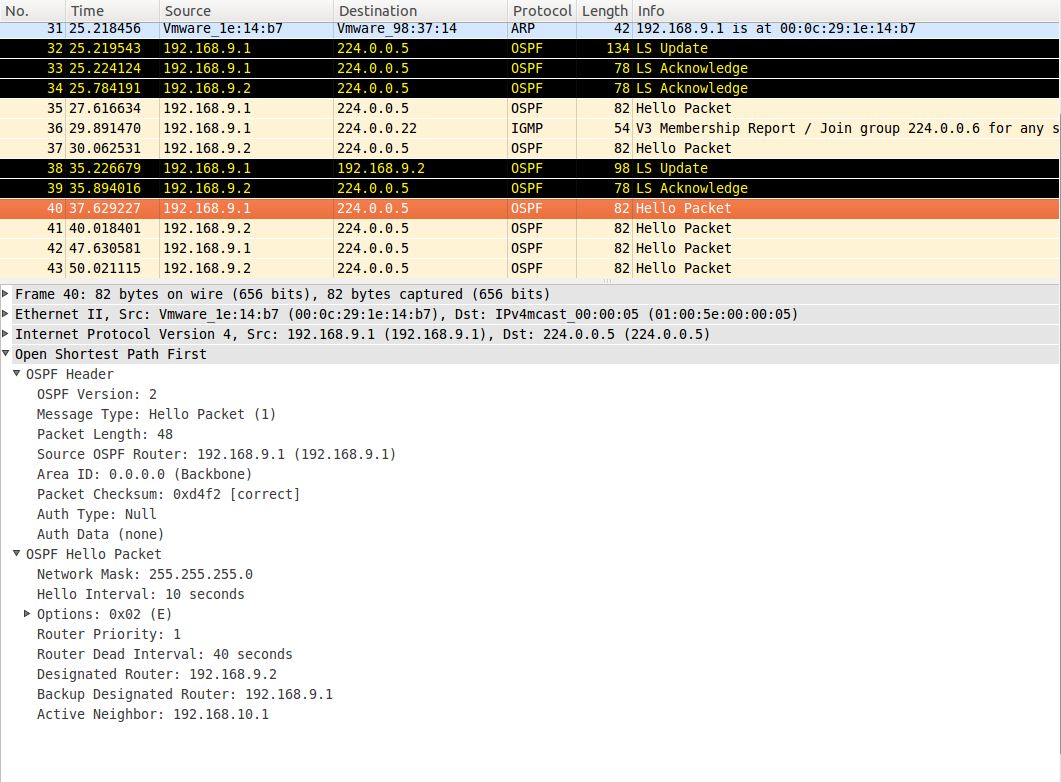 No. Time Source Destination Protocol Length Info
31 25.218456 Vmware_1e:14:b7 Vmware_98:37:14 ARP 42 192.168.9.1 is at 00:0c:29:1e:14:b7
32 25.219543 192.168.9.1 224.0.0.5 OSPF 134 LS Update
33 25.224124 192.168.9.1 224.0.0.5 OSPF 78 LS Acknowledge
34 25.784191 192.168.9.2 224.0.0.5 OSPF 78 LS Acknowledge
35 27.616634 192.168.9.1 224.0.0.5 OSPF 82 Hello Packet
36 29.891470 192.168.9.1 224.0.0.22 IGMP 54 V3 Membership Report / Join group 224.0.0.6 for any s
37 30.062531 192.168.9.2 224.0.0.5 OSPF 82 Hello Packet
38 35.226679 192.168.9.1 192.168.9.2 OSPF 98 LS Update
39 35.894016 192.168.9.2 224.0.0.5 OSPF 78 LS Acknowledge
40 37.629227 192.168.9.1 224.0.0.5 OSPF 82 Hello Packet
41 40.018401 192.168.9.2 224.0.0.5 OSPF 82 Hello Packet
42 47.630581 192.168.9.1 224.0.0.5 OSPF 82 Hello Packet
43 50.021115 192.168.9.2 224.0.0.5 OSPF 82 Hello Packet
Frame 40: 82 bytes on wire (656 bits), 82 bytes captured (656 bits)
Ethernet II, Src: Vmware_1e:14:b7 (00:0c:29:1e:14:b7), Dst: IPv4mcast_00:00:05 (01:00:5e:00:00:05)
Internet Protocol Version 4, Src: 192.168.9.1 (192.168.9.1), Dst: 224.0.0.5 (224.0.0.5)
Open Shortest Path First
OSPF Header
OSPF Version: 2
Message Type: Hello Packet (1)
Packet Length: 48
Source OSPF Router: 192.168.9.1 (192.168.9.1)
Area ID: 0.0.0.0 (Backbone)
Packet Checksum: 0xd4f2 [correct]
Auth Type: Null
Auth Data (none)
OSPF Hello Packet
Network Mask: 255.255.255.0
Hello Interval: 10 seconds
Options: 0x02 (E)
Router Priority: 1
Router Dead Interval: 40 seconds
Designated Router: 192.168.9.2
Backup Designated Router: 192.168.9.1
Active Neighbor: 192.168.10.1